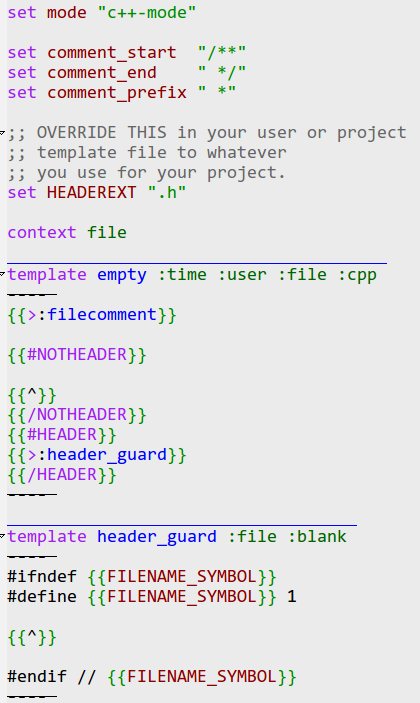 set mode "c++-mode"
set comment_start  "/**"
set comment_end    " */"
set comment_prefix " *"
;; OVERRIDE THIS in your user or project
;; template file to whatever
;; you use for your project.
set HEADEREXT ".h"
context file
template empty :time :user :file :cpp
----
{{>:filecomment}}
{{#NOTHEADER}}
{{^}}
{{/NOTHEADER}}
{{#HEADER}}
{{>:header_guard}}
{{/HEADER}}
----
template header_guard :file :blank
----
#ifndef {{FILENAME_SYMBOL}}
#define {{FILENAME_SYMBOL}} 1
{{^}}
#endif // {{FILENAME_SYMBOL}}
----